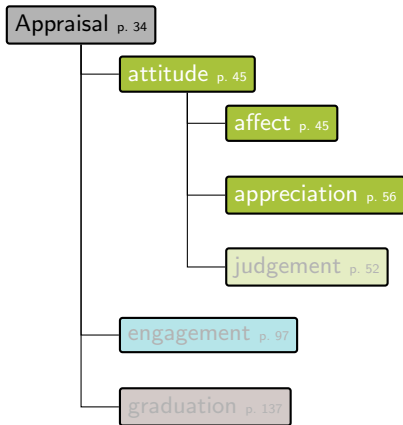 Appraisal p. 34
attitude p. 45
affect p. 45
appreciation p. 56
judgement p. 52
engagement p. 97
graduation p. 137